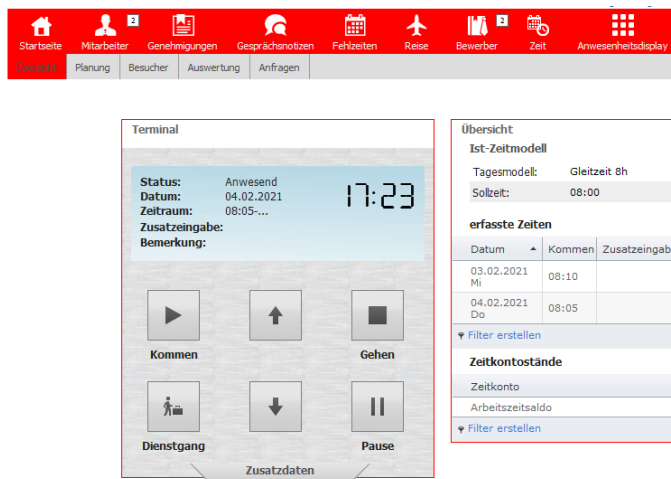 2 2
Startseite Mitarbeiter Genehmigungen Gesprächsnotizen Fehlzeiten Reise Bewerber Zeit Anwesenheitsdisplay
Übersicht Planung Besucher Auswertung Anfragen
Terminal
Status: Anwesend
Datum: 04.02.2021
Zeitraum: 08:05-...
Zusatzeingabe:
Bemerkung:
17:23
Kommen Gehen
Dienstgang Pause
Zusatzdaten
Übersicht
Ist-Zeitmodell
Tagesmodell: Gleitzeit 8h
Sollzeit: 08:00
erfasste Zeiten
Datum Kommen Zusatzeingab
03.02.2021 08:10
Mi
04.02.2021 08:05
Do
Filter erstellen
Zeitkontostände
Zeitkonto
Arbeitszeitsaldo
Filter erstellen